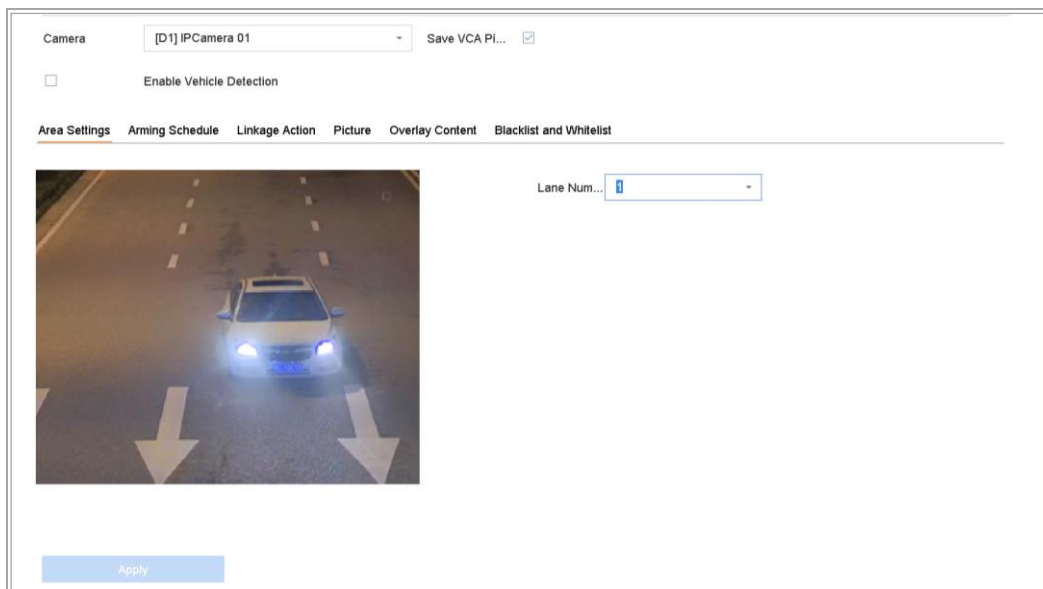 Camera [D1] IPCamera 01 Save VCA Pi...
Enable Vehicle Detection
Area Settings Arming Schedule Linkage Action Picture Overlay Content Blacklist and Whitelist
Lane Num... 1
Apply